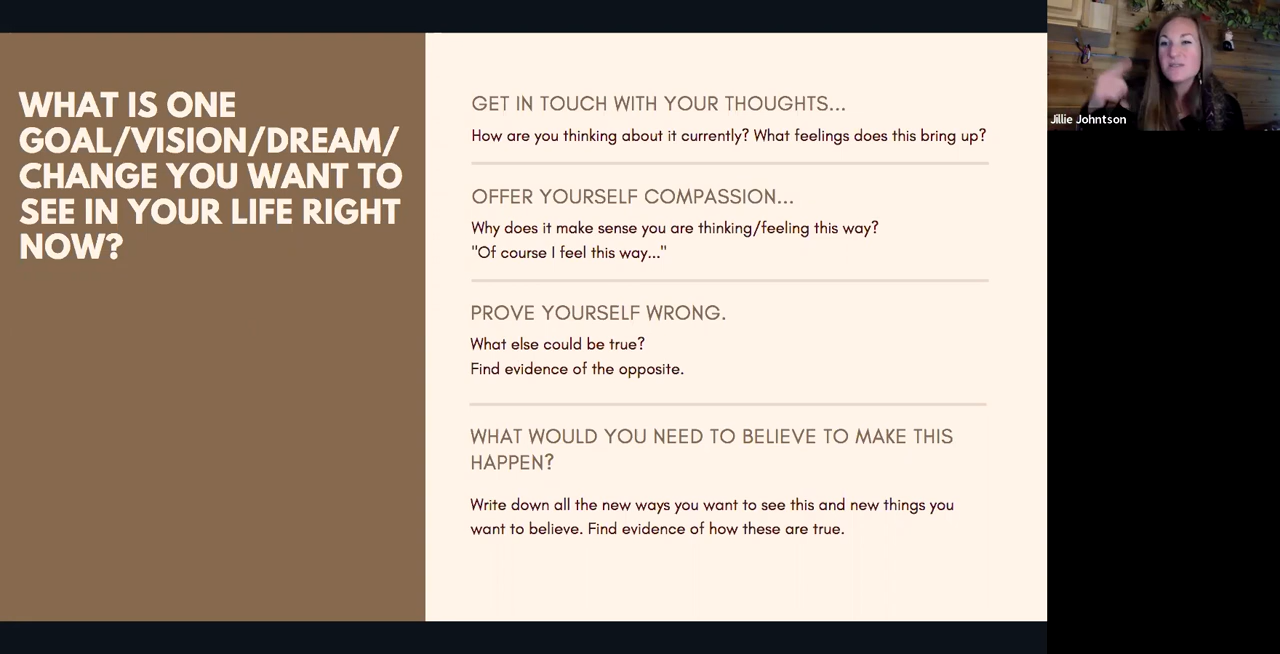 WHAT IS ONE
GOAL/VISION/DREAM/
CHANGE YOU WANT TO
SEE IN YOUR LIFE RIGHT
NOW?
GET IN TOUCH WITH YOUR THOUGHTS...
How are you thinking about it currently? What feelings does this bring up?
OFFER YOURSELF COMPASSION...
Why does it make sense you are thinking/feeling this way?
"Of course I feel this way..."
PROVE YOURSELF WRONG.
What else could be true?
Find evidence of the opposite.
WHAT WOULD YOU NEED TO BELIEVE TO MAKE THIS
HAPPEN?
Write down all the new ways you want to see this and new things you
want to believe. Find evidence of how these are true.
Jillie Johntson